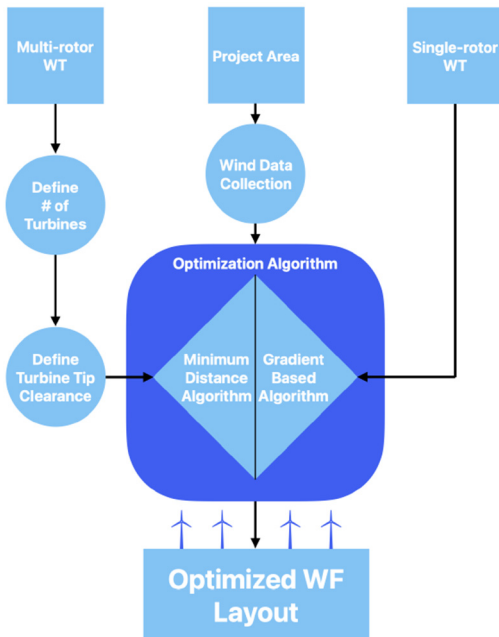 Multi-rotor
WT
Project Area
Single-rotor
WT
Define
# of
Turbines
Wind Data
Collection
Optimization Algorithm
Define
Turbine Tip
Clearance
Minimum
Distance
Algorithm
Gradient
Based
Algorithm
Optimized WF
Layout